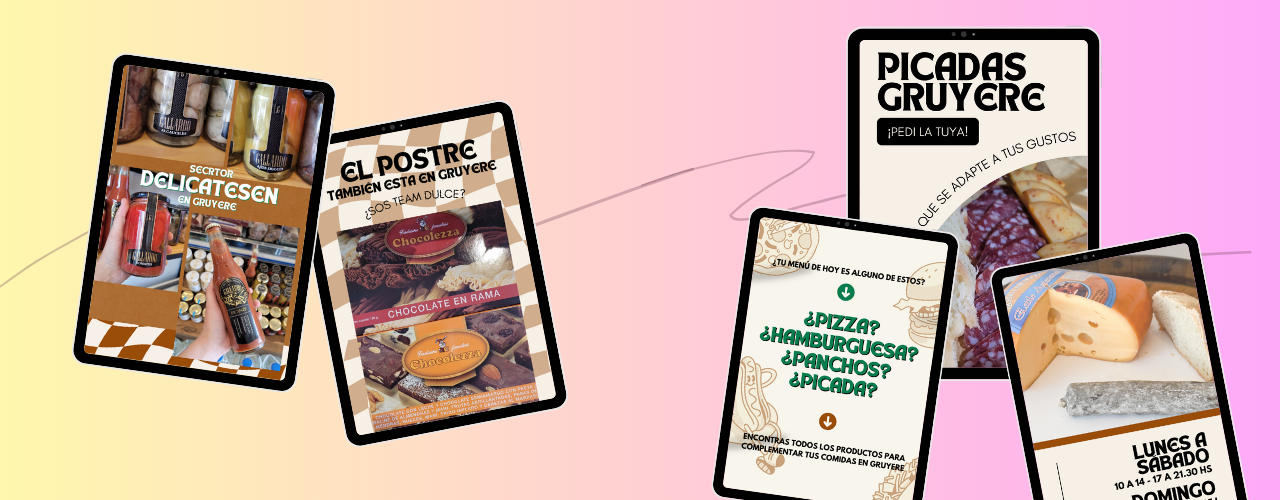 GALLARDO
GALLARDO
SECRTOR
DELICATESEN
EN GRUYERE
GALLARDO
EL POSTRE
TAMBIÉN ESTA EN GRUYERE
¿SOS TEAM DULCE?
Chocolezza
CHOCOLATE EN RAMA
Chocolezza
PICADAS
GRUYERE
¡PEDI LA TUYA!
QUE SE ADAPTE A TUS GUSTOS
¿TU MENÚ DE HOY ES ALGUNO DE ESTOS?
¿PIZZA?
¿HAMBURGUESA?
¿PANCHOS?
¿PICADA?
ENCONTRAS TODOS LOS PRODUCTOS PARA
COMPLEMENTAR TUS COMIDAS EN GRUYERE
LUNES A
SÁBADO
10 A 14 - 17 A 21.30 HS
DOMINGO